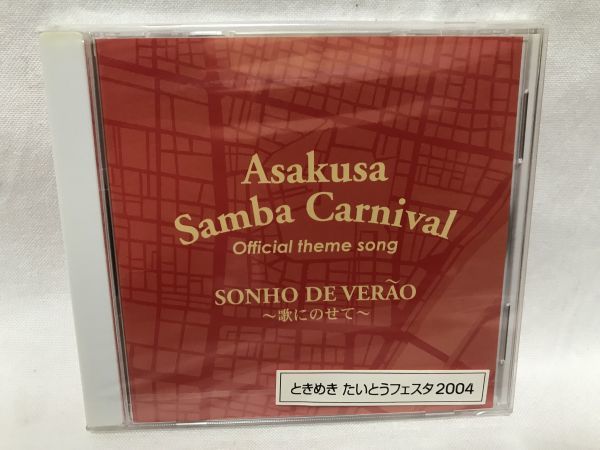 Asakusa
Samba Carnival
Official theme song
SONHO DE VERÃO
～歌にのせて～
ときめき たいとうフェスタ2004